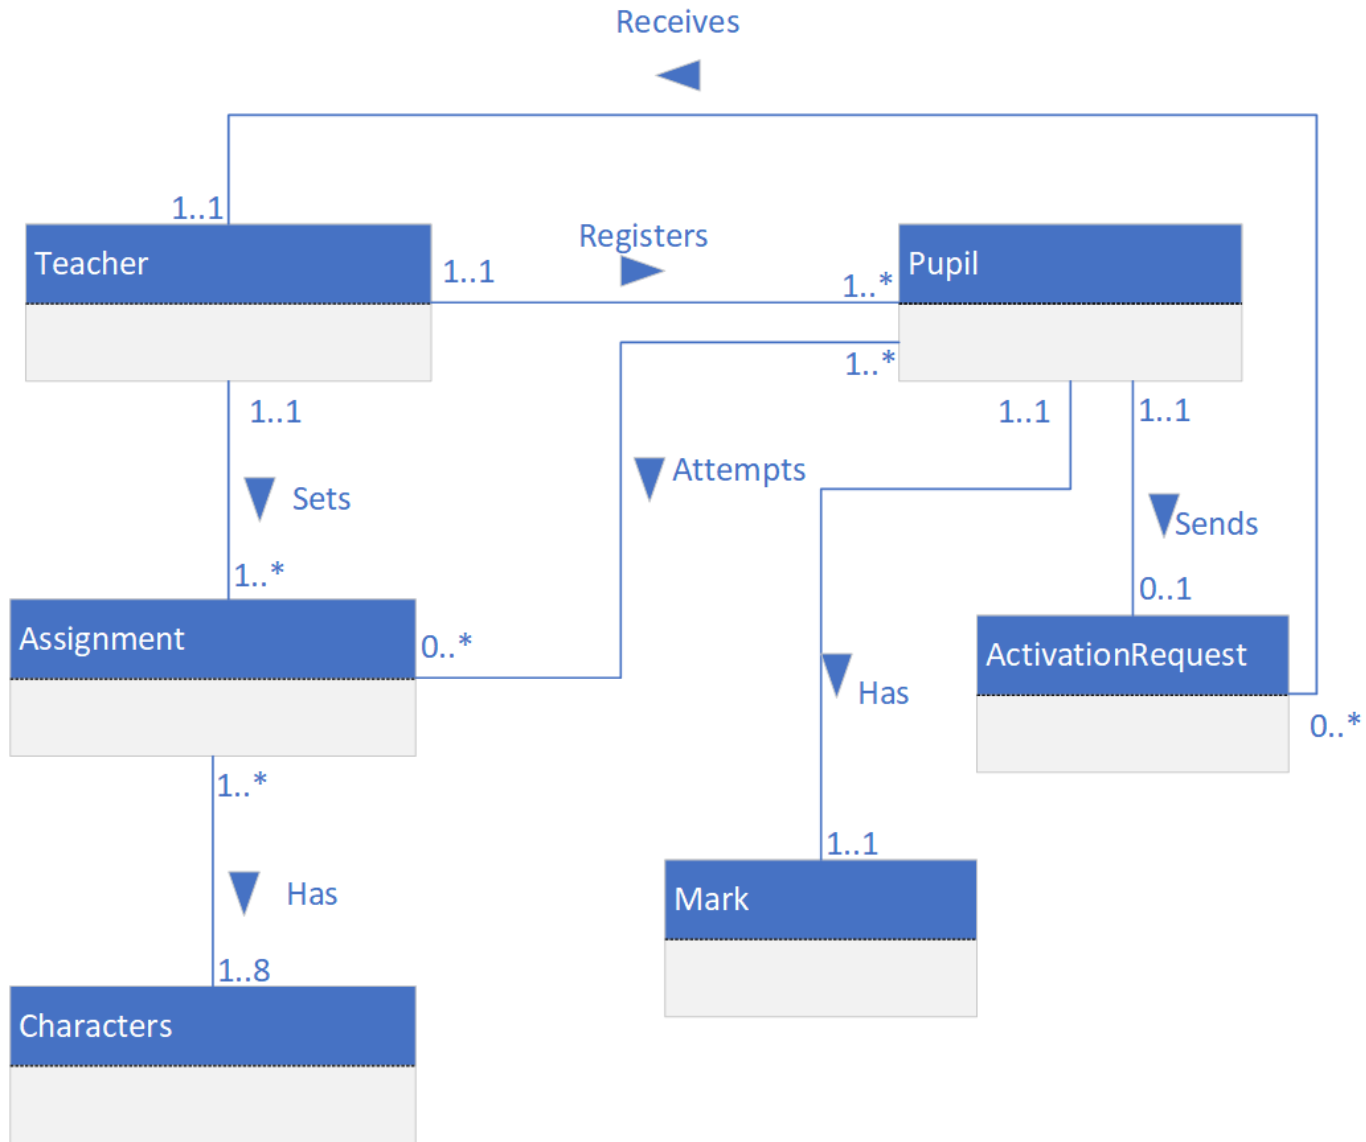 Receives
1..1
Teacher
Registers
1..1
1..*
Pupil
1..*
1..1
1..1
1..1
Sets
Attempts
Sends
1..*
0..1
Assignment
0..*
ActivationRequest
Has
0..*
1..*
1..1
Has
Mark
1..8
Characters